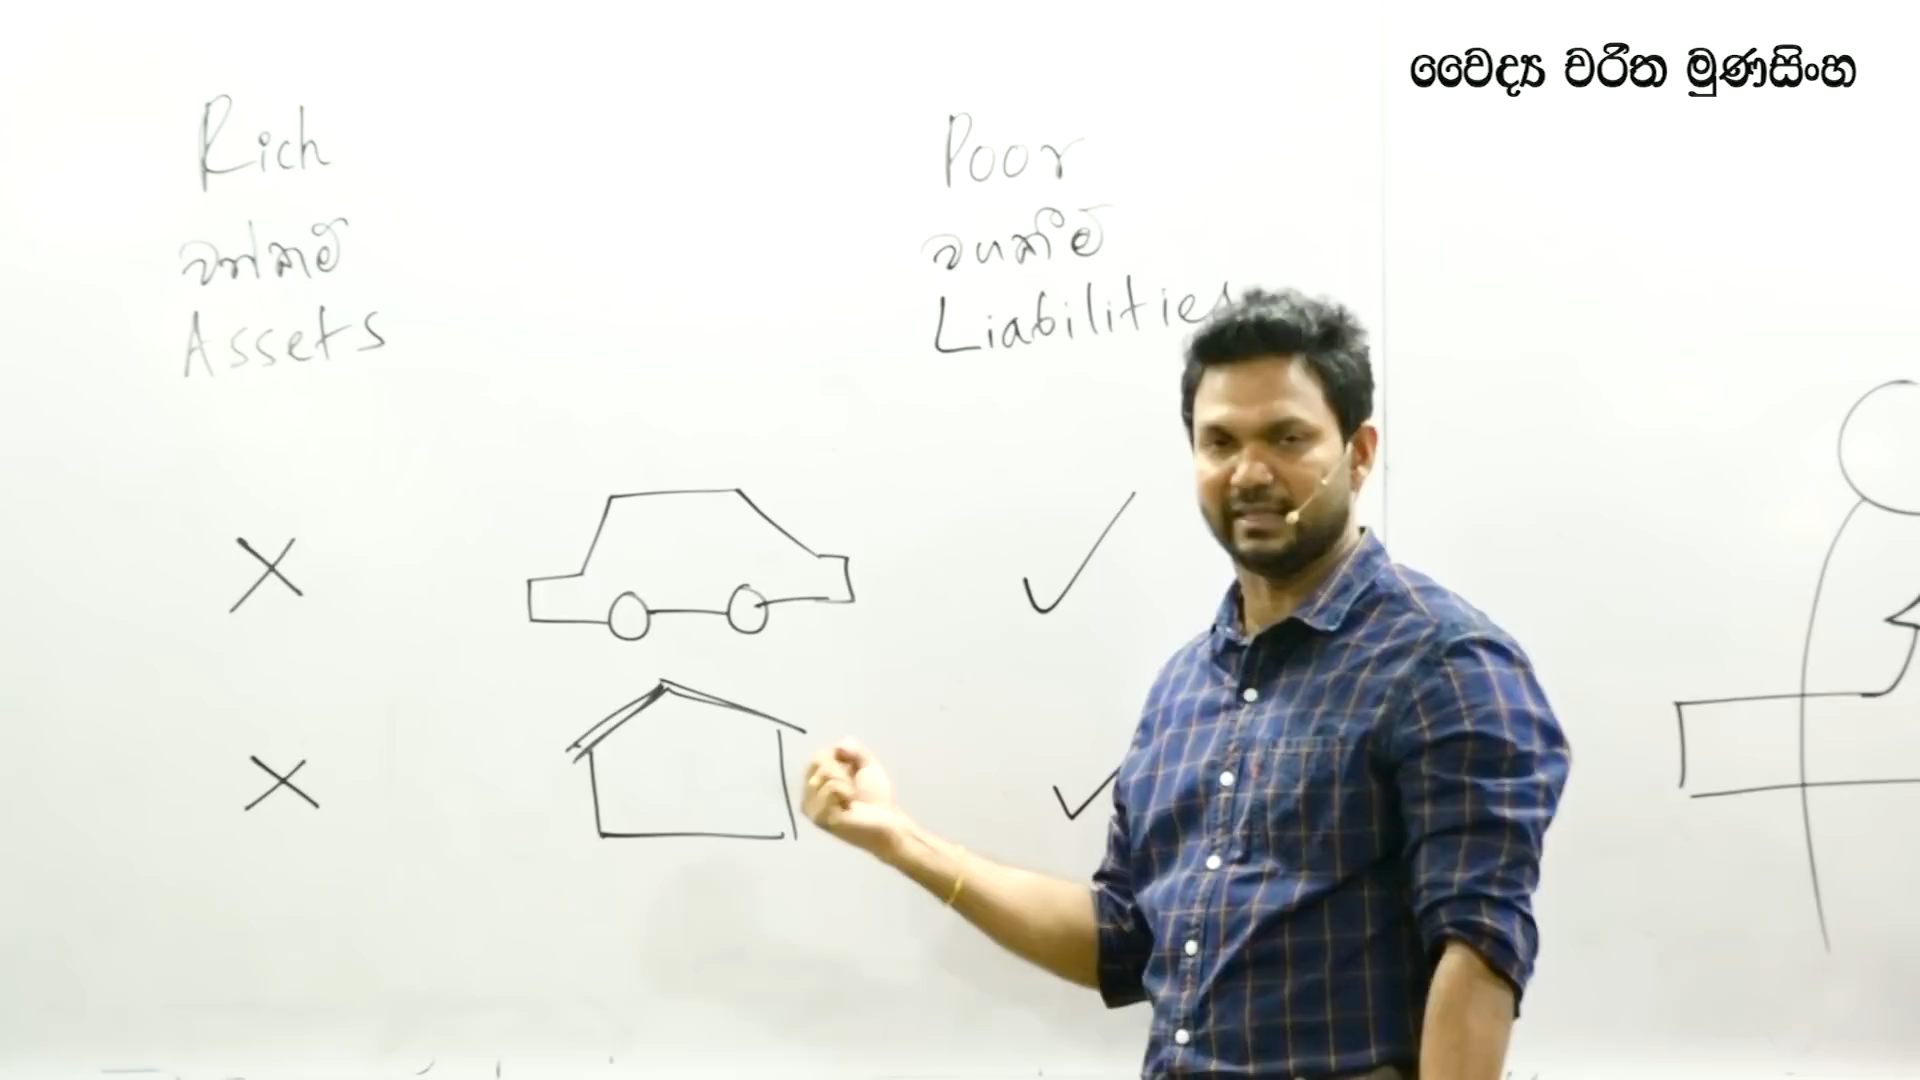 වෛද්‍ය චරිත මුණසිංහ
Rich
වත්කම්
Assets
Poor
වගකීම්
Liabilities